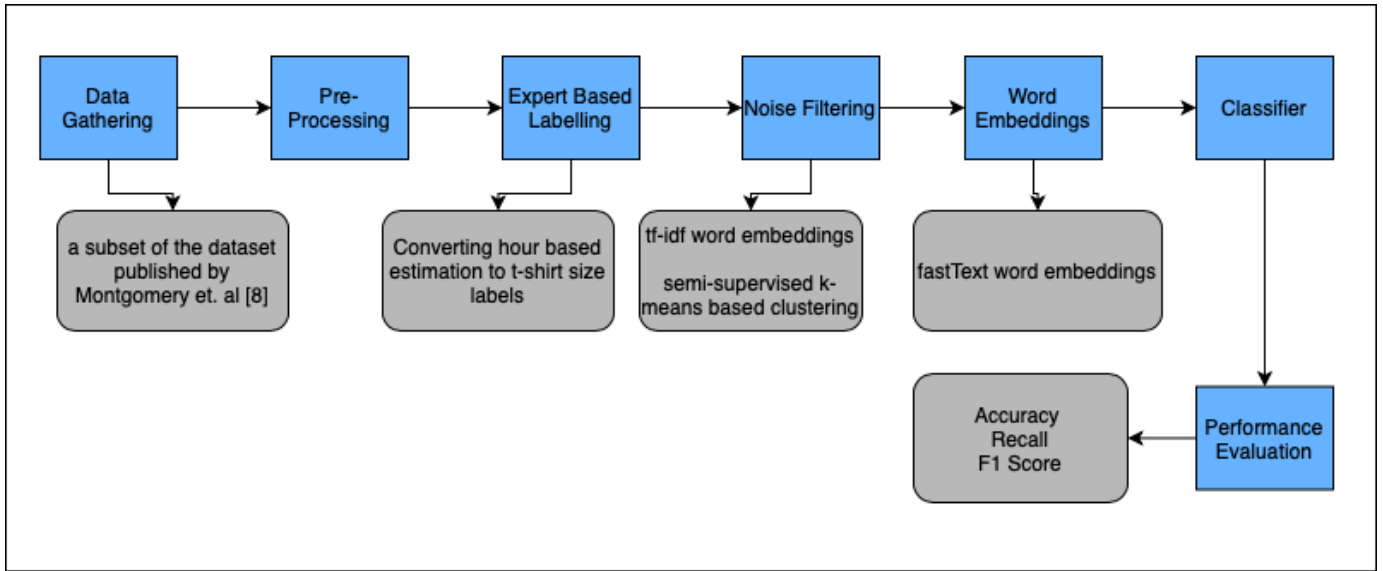 Data
Gathering
Pre-
Processing
Expert Based
Labelling
Noise Filtering
Word
Embeddings
Classifier
a subset of the dataset
published by
Montgomery et. al [8]
Converting hour based
estimation to t-shirt size
labels
tf-idf word embeddings
semi-supervised k-
means based clustering
fastText word embeddings
Accuracy
Recall
F1 Score
Performance
Evaluation